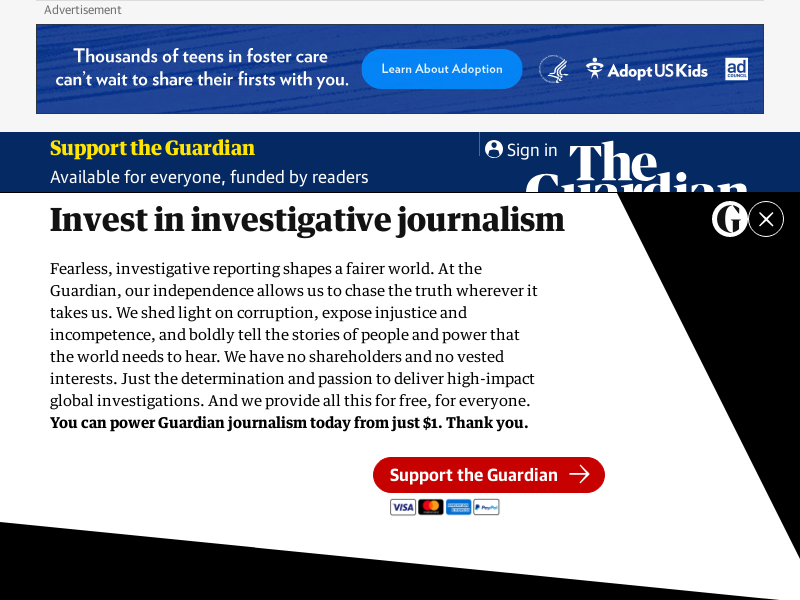 Advertisement
Thousands of teens in foster care
can't wait to share their firsts with you.
Learn About Adoption
AdoptUSKids
ad
COUNCIL
Support the Guardian
Available for everyone, funded by readers
Sign in
The
Guardian
Invest in investigative journalism
G
Fearless, investigative reporting shapes a fairer world. At the
Guardian, our independence allows us to chase the truth wherever it
takes us. We shed light on corruption, expose injustice and
incompetence, and boldly tell the stories of people and power that
the world needs to hear. We have no shareholders and no vested
interests. Just the determination and passion to deliver high-impact
global investigations. And we provide all this for free, for everyone.
You can power Guardian journalism today from just $1. Thank you.
Support the Guardian
VISA
PayPal